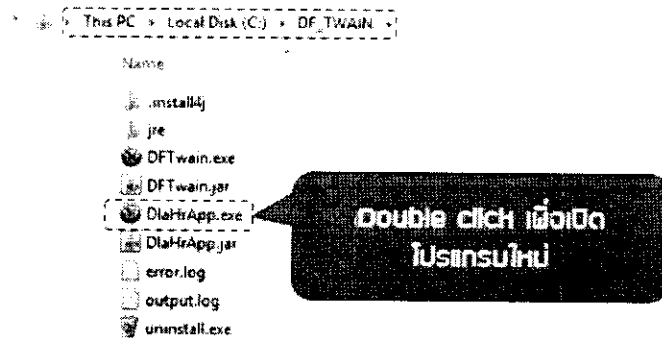 This PC › Local Disk (C:) › DF_TWAIN ›
Name
.install4j
jre
DFTwain.exe
DFTwain.jar
DlaHrApp.exe
DlaHrApp.jar
error.log
output.log
uninstall.exe
Double click เพื่อเปิด
โปรแกรมใหม่